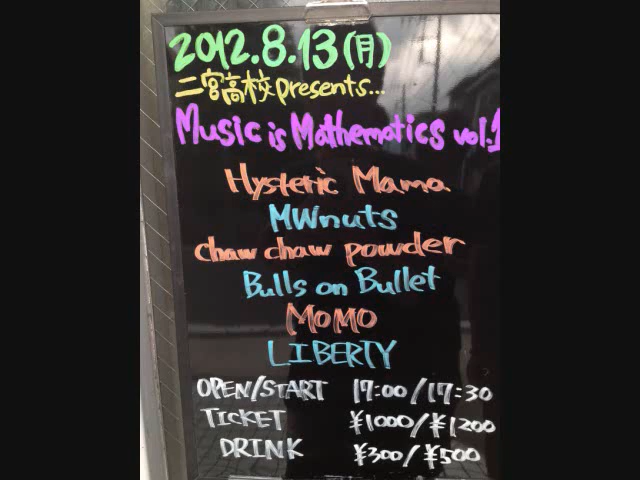 2012.8.13(月)
二宮高校presents...
Music is Mathematics vol.1
Hysteric Mama
MWnuts
chaw chaw powder
Bulls on Bullet
MOMO
LIBERTY
OPEN/START 17:00/17:30
TICKET ¥1000/¥1200
DRINK ¥300/¥500